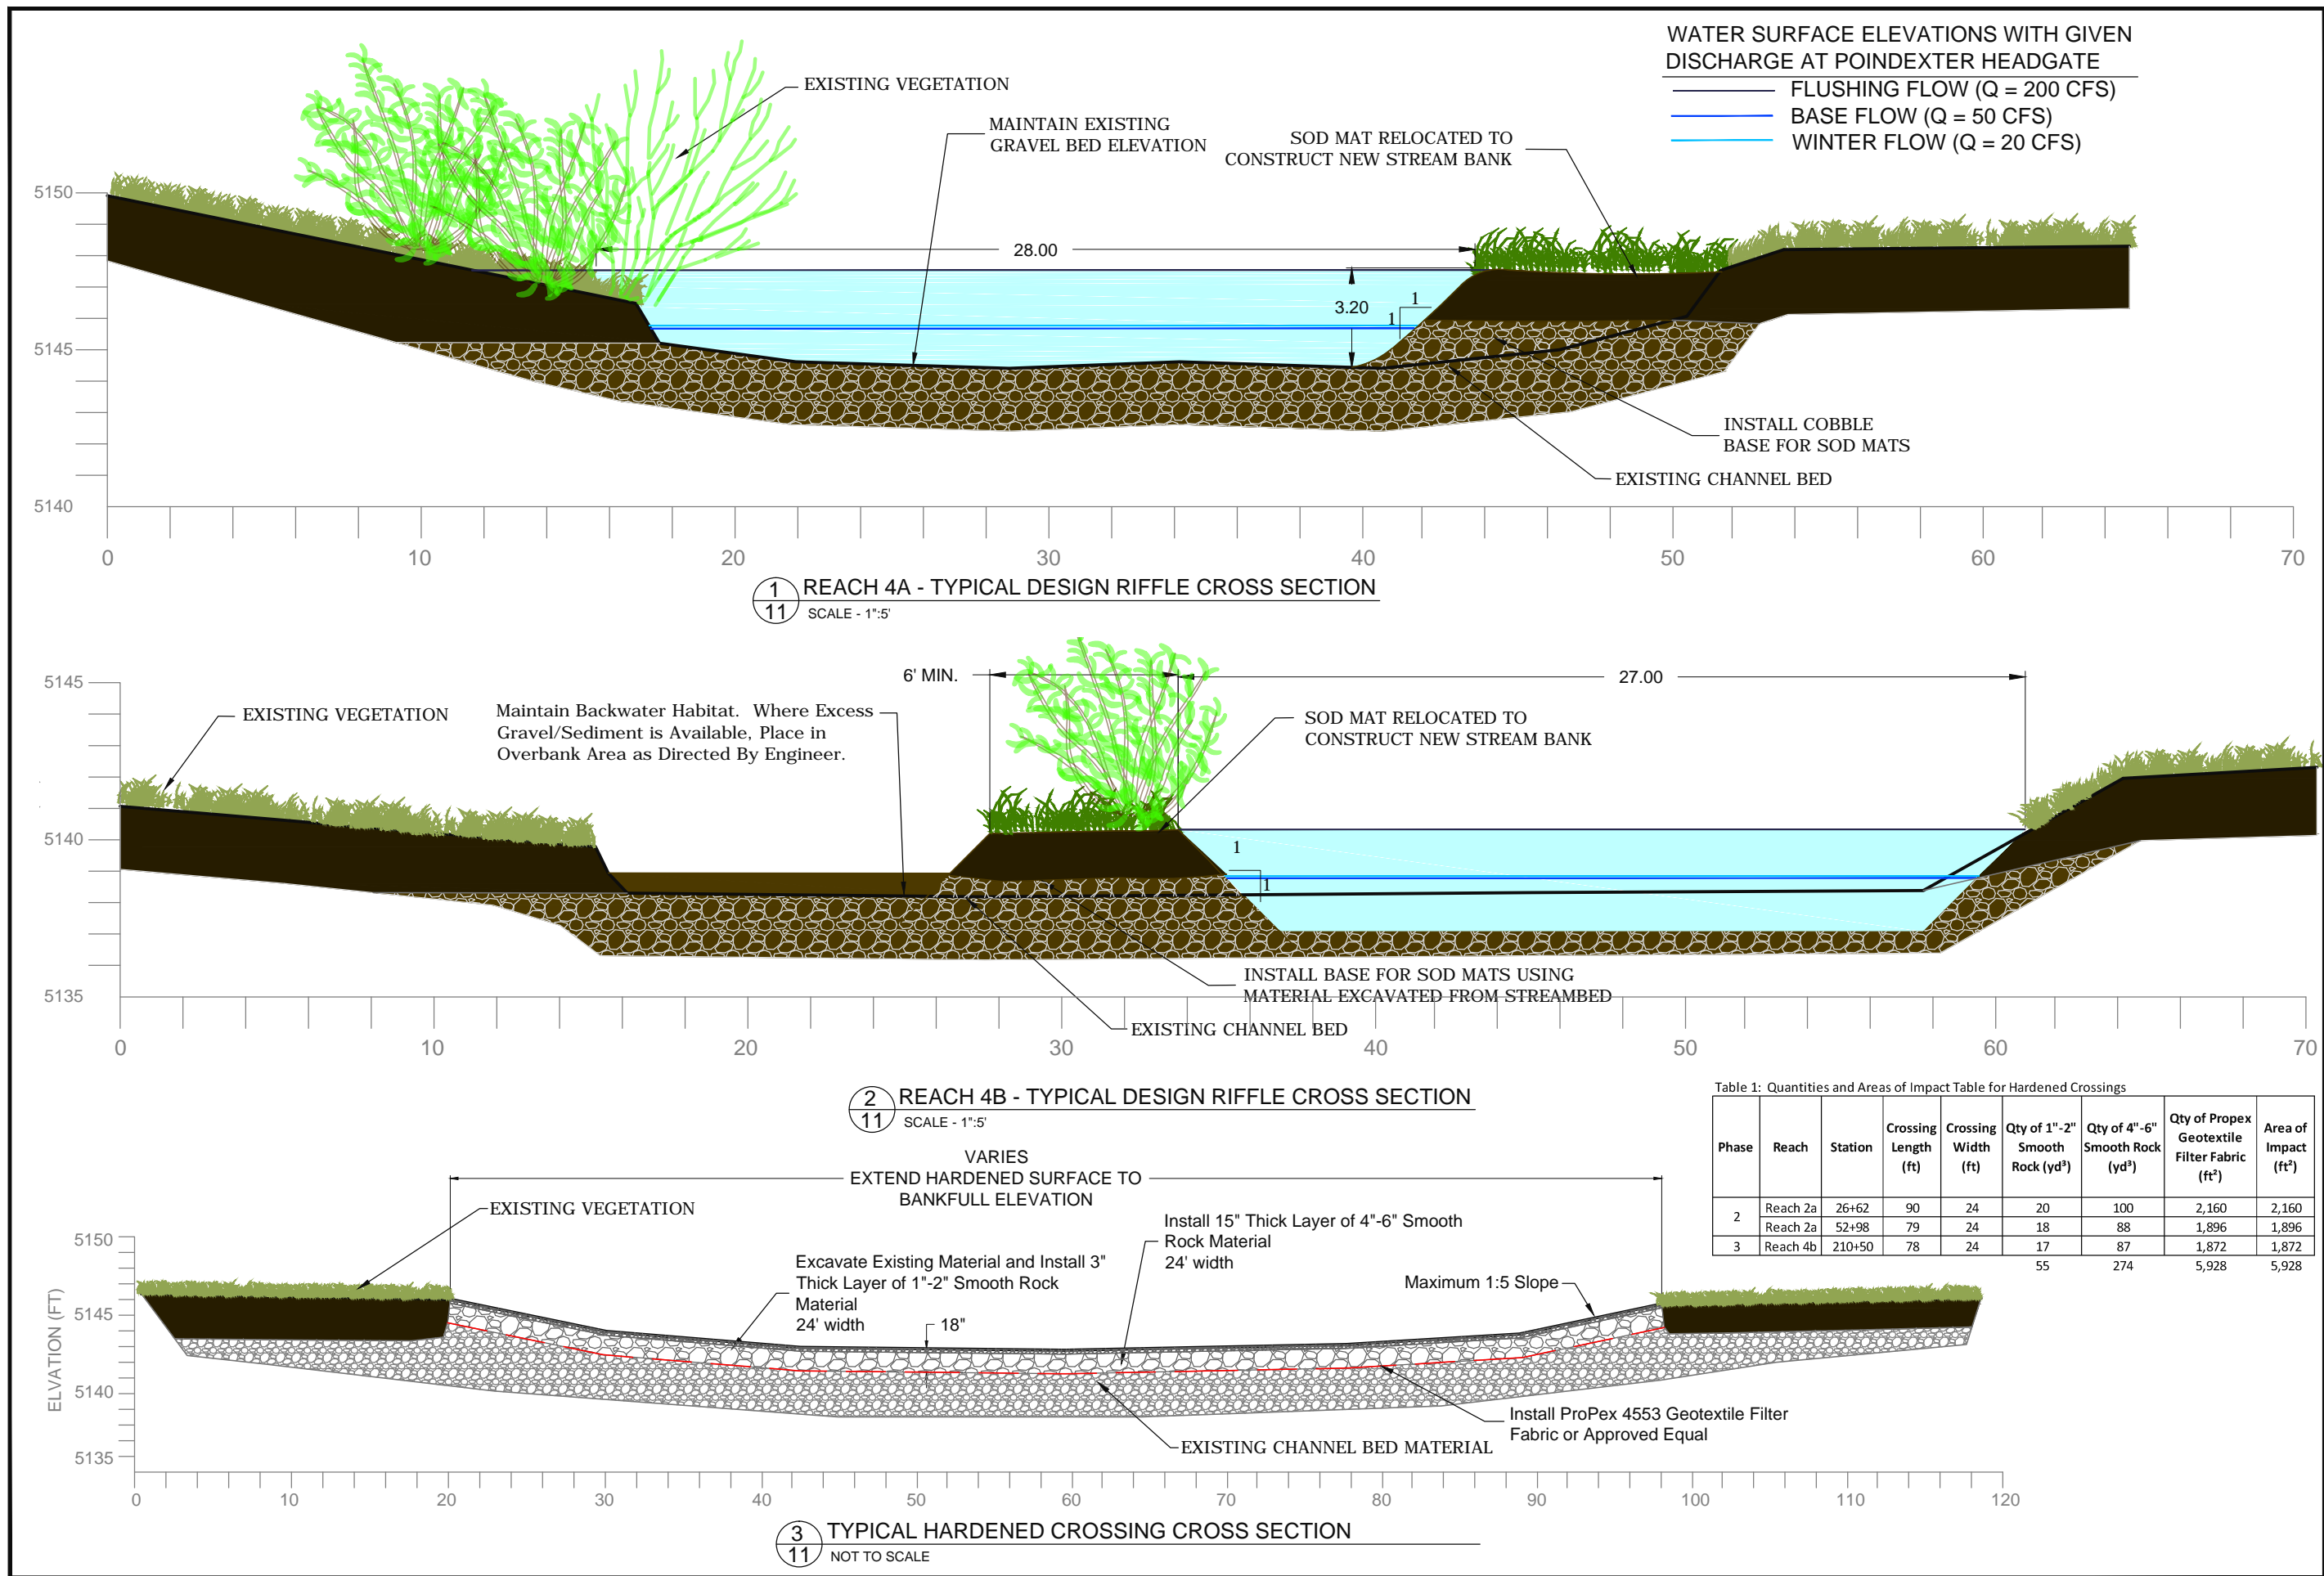 WATER SURFACE ELEVATIONS WITH GIVEN
DISCHARGE AT POINDEXTER HEADGATE
FLUSHING FLOW (Q = 200 CFS)
BASE FLOW (Q = 50 CFS)
WINTER FLOW (Q = 20 CFS)
EXISTING VEGETATION
MAINTAIN EXISTING
GRAVEL BED ELEVATION
SOD MAT RELOCATED TO
CONSTRUCT NEW STREAM BANK
5150
5145
5140
28.00
3.20
1
1
INSTALL COBBLE
BASE FOR SOD MATS
EXISTING CHANNEL BED
0 10 20 30 40 50 60 70
1
11
REACH 4A - TYPICAL DESIGN RIFFLE CROSS SECTION
SCALE - 1":5'
5145
5140
5135
EXISTING VEGETATION
Maintain Backwater Habitat. Where Excess
Gravel/Sediment is Available, Place in
Overbank Area as Directed By Engineer.
6' MIN.
27.00
SOD MAT RELOCATED TO
CONSTRUCT NEW STREAM BANK
1
1
INSTALL BASE FOR SOD MATS USING
MATERIAL EXCAVATED FROM STREAMBED
EXISTING CHANNEL BED
0 10 20 30 40 50 60 70
2
11
REACH 4B - TYPICAL DESIGN RIFFLE CROSS SECTION
SCALE - 1":5'
Table 1: Quantities and Areas of Impact Table for Hardened Crossings
Phase Reach Station Crossing Length (ft) Crossing Width (ft) Qty of 1"-2" Smooth Rock (yd³) Qty of 4"-6" Smooth Rock (yd³) Qty of Propex Geotextile Filter Fabric (ft²) Area of Impact (ft²)
2 Reach 2a 26+62 90 24 20 100 2,160 2,160
Reach 2a 52+98 79 24 18 88 1,896 1,896
3 Reach 4b 210+50 78 24 17 87 1,872 1,872
55 274 5,928 5,928
VARIES
EXTEND HARDENED SURFACE TO
BANKFULL ELEVATION
EXISTING VEGETATION
Excavate Existing Material and Install 3"
Thick Layer of 1"-2" Smooth Rock
Material
24' width
18"
Install 15" Thick Layer of 4"-6" Smooth
Rock Material
24' width
Maximum 1:5 Slope
Install ProPex 4553 Geotextile Filter
Fabric or Approved Equal
EXISTING CHANNEL BED MATERIAL
ELVATION (FT)
5150
5145
5140
5135
0 10 20 30 40 50 60 70 80 90 100 110 120
3
11
TYPICAL HARDENED CROSSING CROSS SECTION
NOT TO SCALE